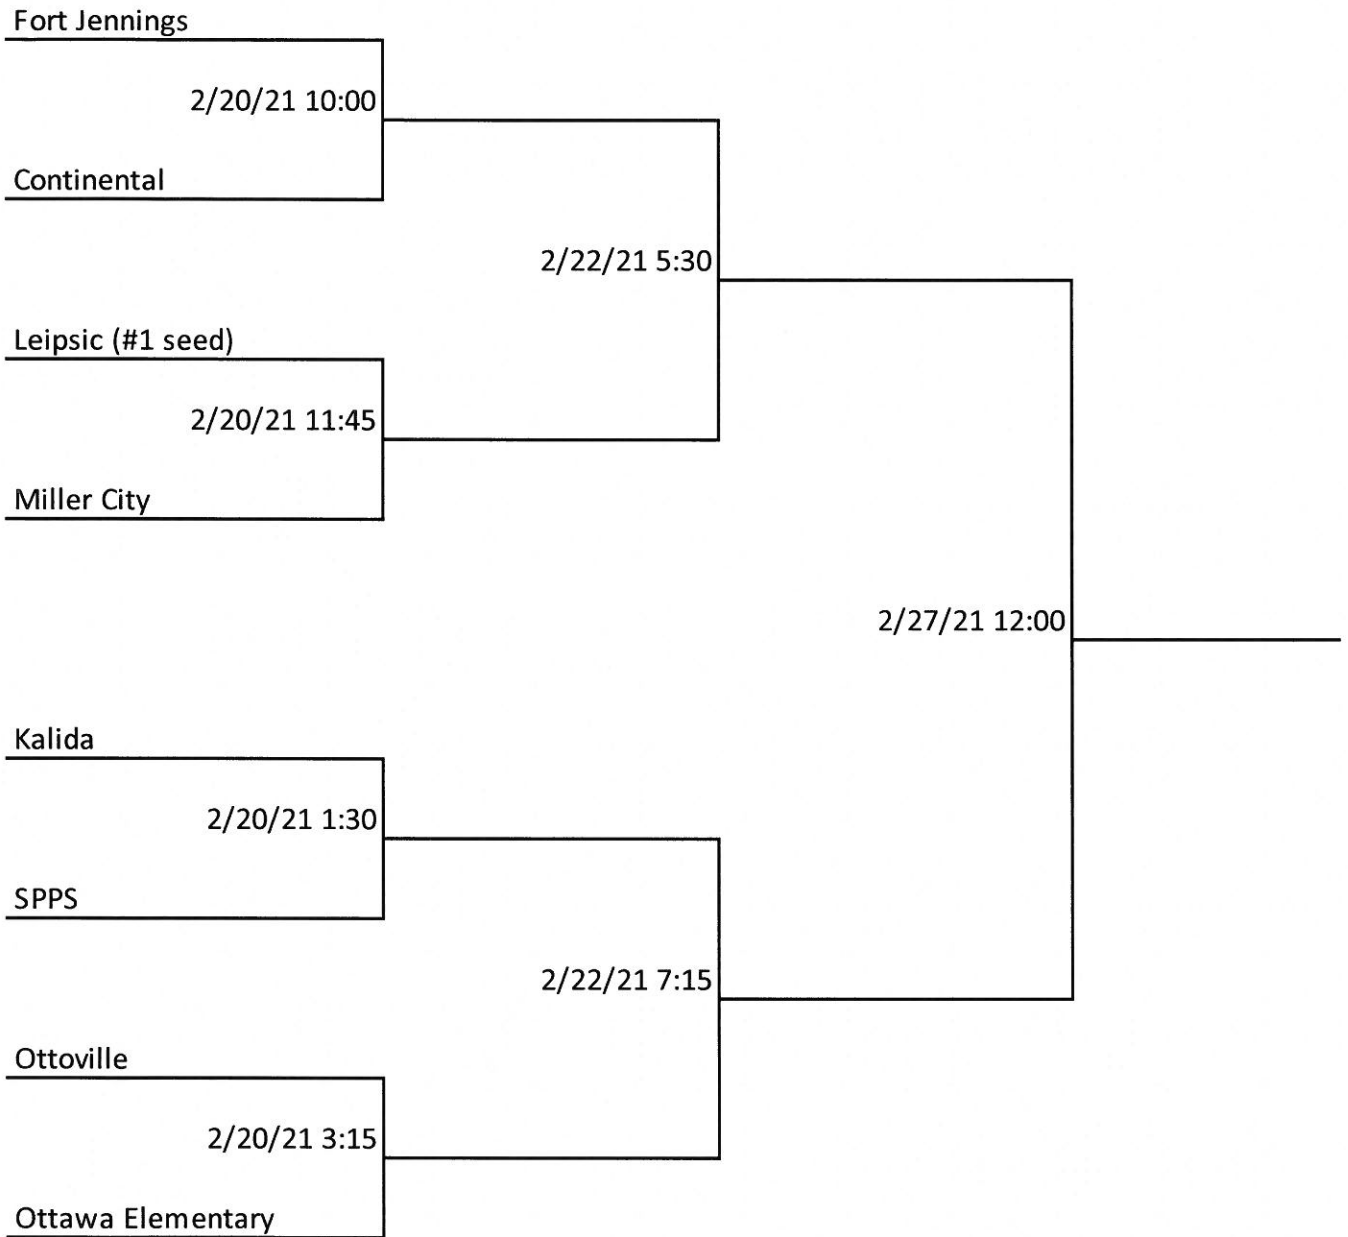 Fort Jennings
2/20/21 10:00
Continental
2/22/21 5:30
Leipsic (#1 seed)
2/20/21 11:45
Miller City
2/27/21 12:00
Kalida
2/20/21 1:30
SPPS
2/22/21 7:15
Ottoville
2/20/21 3:15
Ottawa Elementary